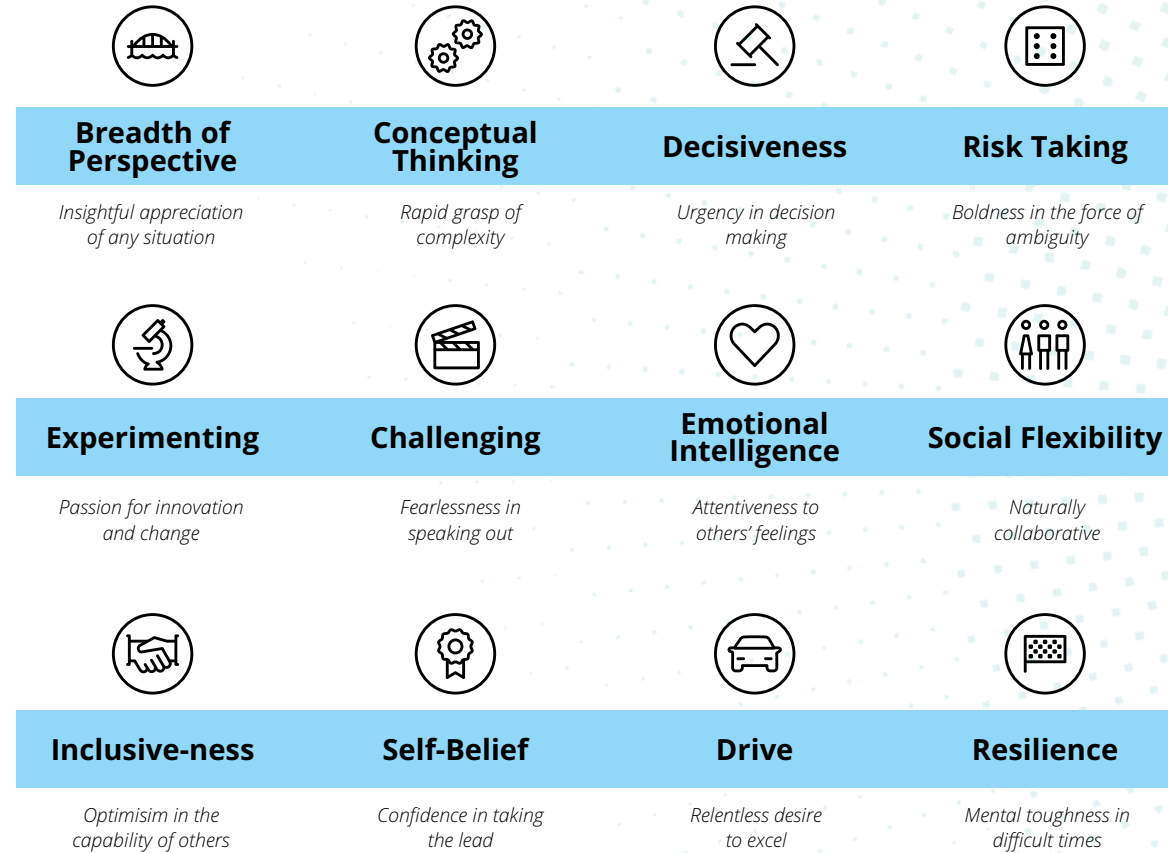 Breadth of
Perspective
Conceptual
Thinking
Decisiveness
Risk Taking
Insightful appreciation
of any situation
Rapid grasp of
complexity
Urgency in decision
making
Boldness in the force of
ambiguity
Experimenting
Challenging
Emotional
Intelligence
Social Flexibility
Passion for innovation
and change
Fearlessness in
speaking out
Attentiveness to
others’ feelings
Naturally
collaborative
Inclusive-ness
Self-Belief
Drive
Resilience
Optimisim in the
capability of others
Confidence in taking
the lead
Relentless desire
to excel
Mental toughness in
difficult times